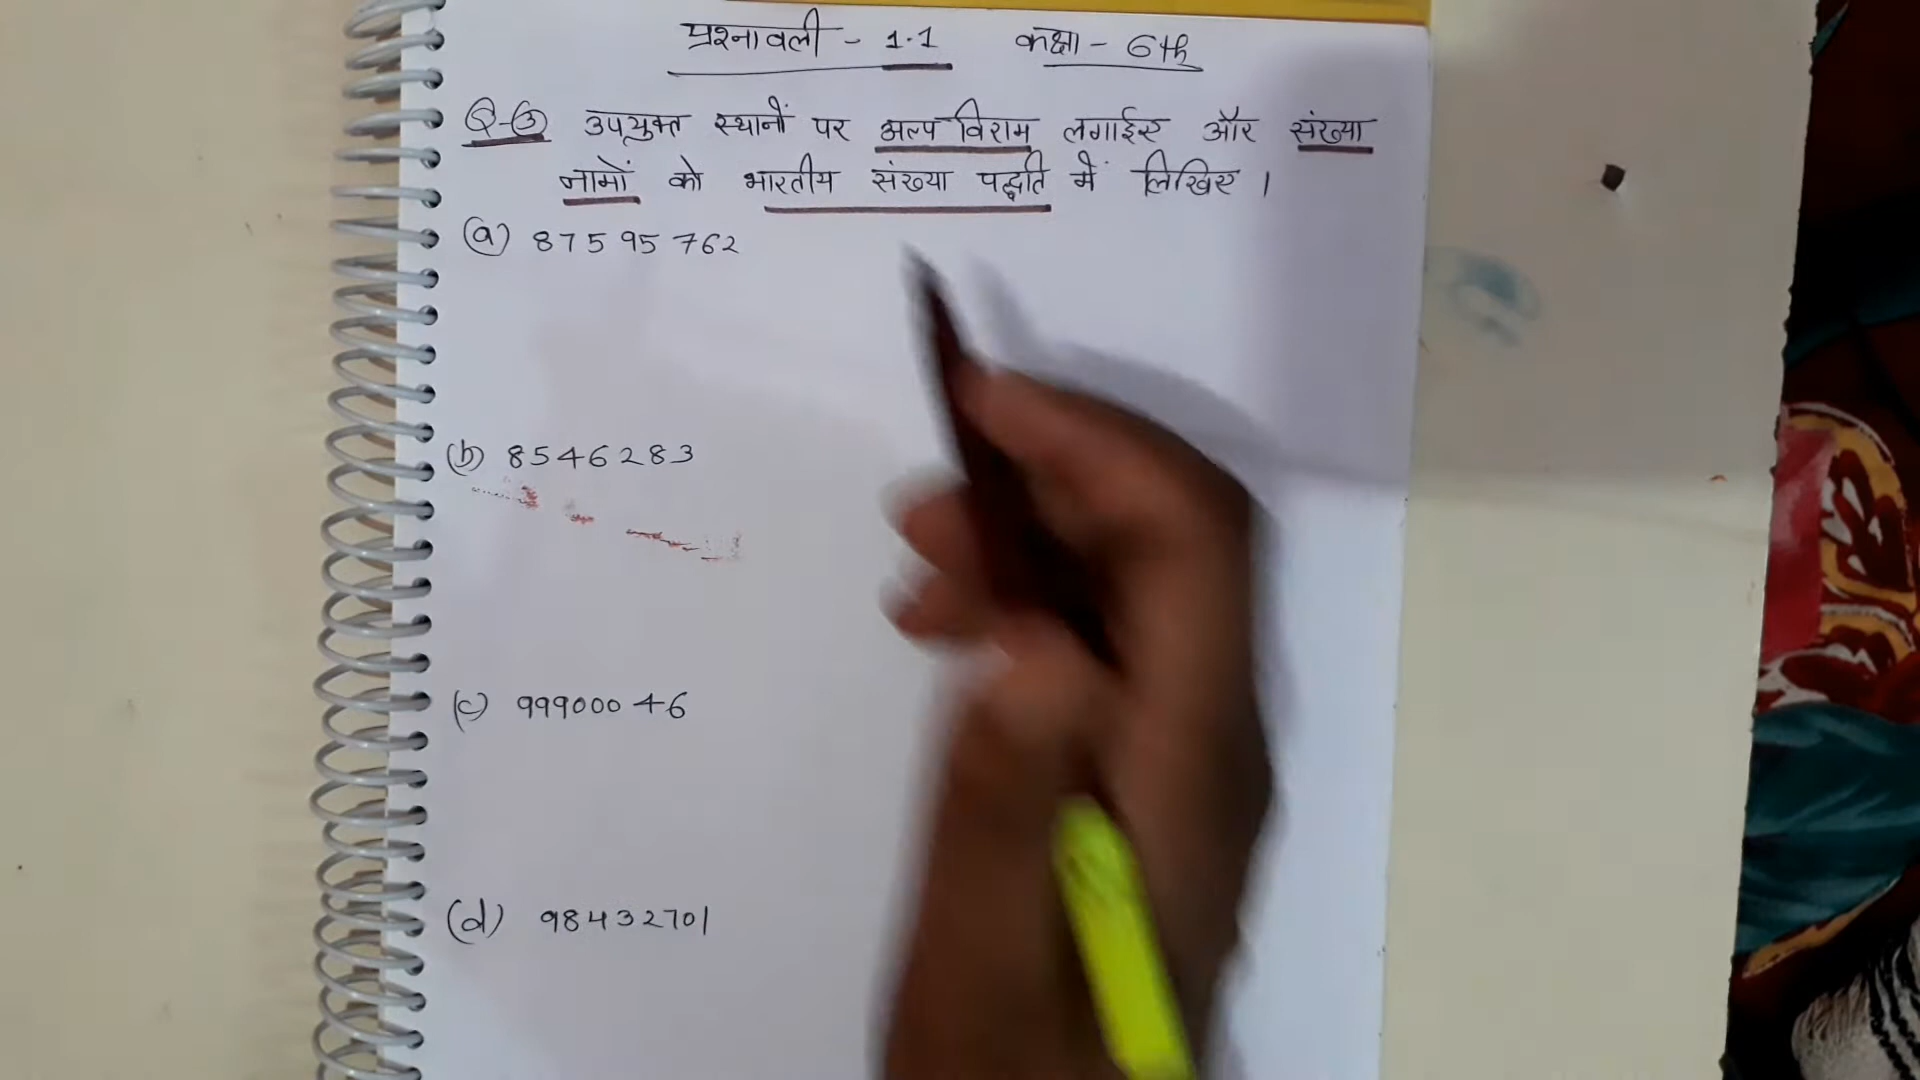 प्रश्नावली - 1.1 कक्षा - 6th
Q-③ उपयुक्त स्थानों पर अल्प विराम लगाईए और संख्या
नामों को भारतीय संख्या पद्धति में लिखिए ।
(a) 87595762
(b) 8546283
(c) 99900046
(d) 98432701